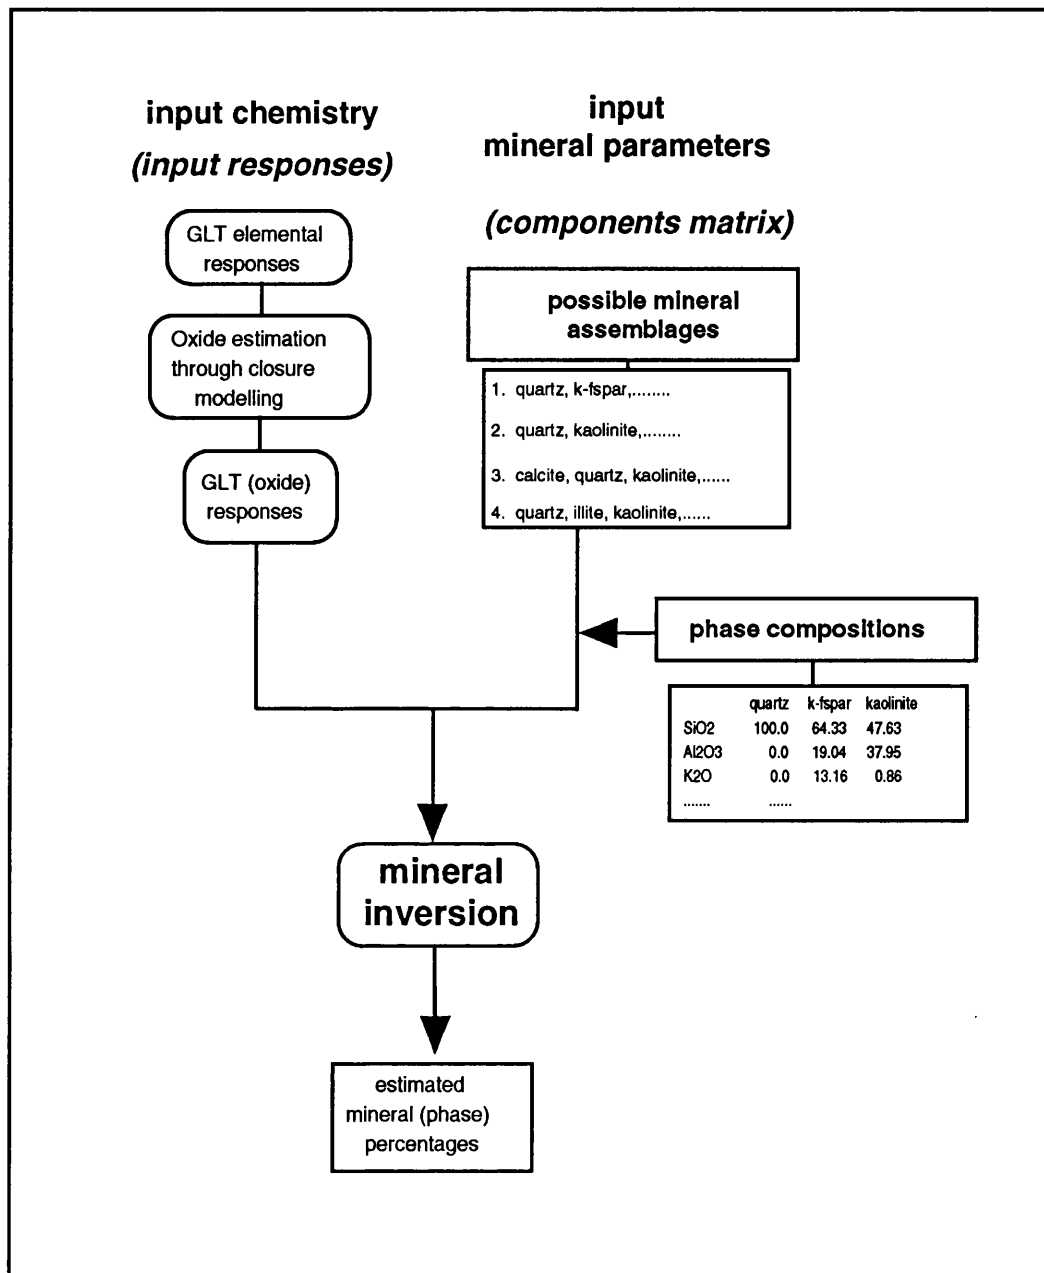 input chemistry
(input responses)
GLT elemental
responses
Oxide estimation
through closure
modelling
GLT (oxide)
responses
input
mineral parameters
(components matrix)
possible mineral
assemblages
1. quartz, k-fspar,........
2. quartz, kaolinite,........
3. calcite, quartz, kaolinite,......
4. quartz, illite, kaolinite,......
phase compositions
quartz k-fspar kaolinite
SiO2 100.0 64.33 47.63
Al2O3 0.0 19.04 37.95
K2O 0.0 13.16 0.86
....... ......
mineral
inversion
estimated
mineral (phase)
percentages